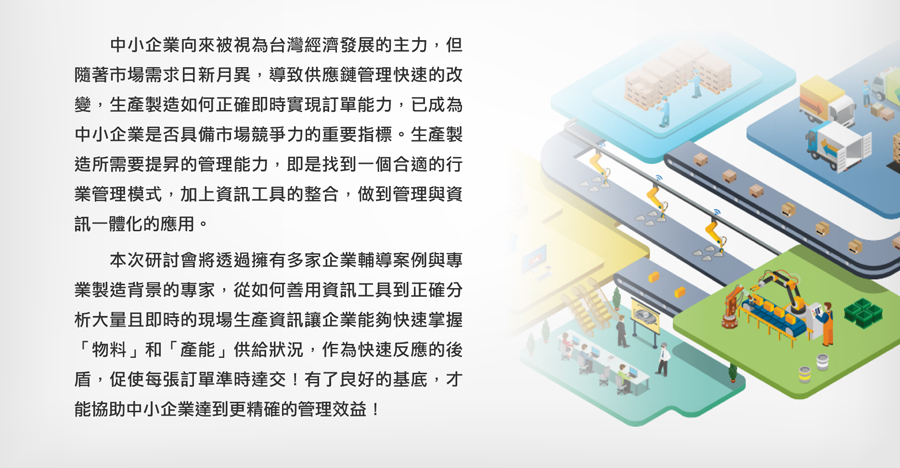 中小企業向來被視為台灣經濟發展的主力，但
隨著市場需求日新月異，導致供應鏈管理快速的改
變，生產製造如何正確即時實現訂單能力，已成為
中小企業是否具備市場競爭力的重要指標。生產製
造所需要提昇的管理能力，即是找到一個合適的行
業管理模式，加上資訊工具的整合，做到管理與資
訊一體化的應用。
本次研討會將透過擁有多家企業輔導案例與專
業製造背景的專家，從如何善用資訊工具到正確分
析大量且即時的現場生產資訊讓企業能夠快速掌握
「物料」和「產能」供給狀況，作為快速反應的後
盾，促使每張訂單準時達交！有了良好的基底，才
能協助中小企業達到更精確的管理效益！